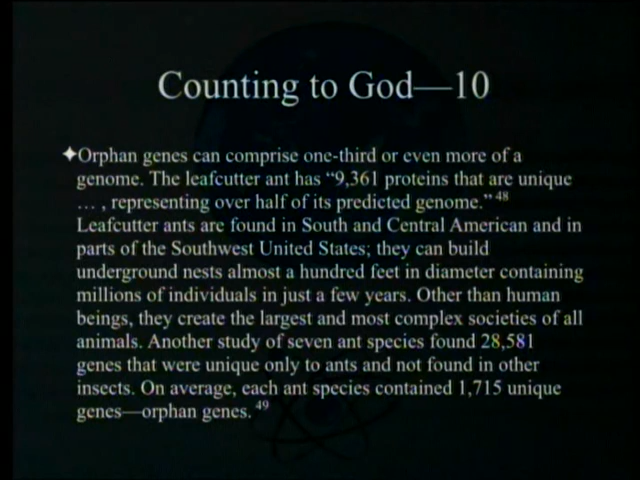 Counting to God—10
✦Orphan genes can comprise one-third or even more of a
genome. The leafcutter ant has “9,361 proteins that are unique
… , representing over half of its predicted genome.” 48
Leafcutter ants are found in South and Central American and in
parts of the Southwest United States; they can build
underground nests almost a hundred feet in diameter containing
millions of individuals in just a few years. Other than human
beings, they create the largest and most complex societies of all
animals. Another study of seven ant species found 28,581
genes that were unique only to ants and not found in other
insects. On average, each ant species contained 1,715 unique
genes—orphan genes. 49